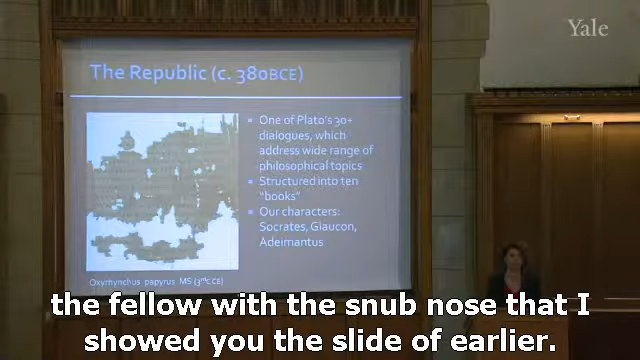 Yale
The Republic (c. 380BCE)
One of Plato's 30+
dialogues, which
address wide range of
philosophical topics
Structured into ten
"books"
Our characters:
Socrates, Glaucon,
Adeimantus
Oxyrhynchus papyrus MS (3rd C CE)
the fellow with the snub nose that I
showed you the slide of earlier.